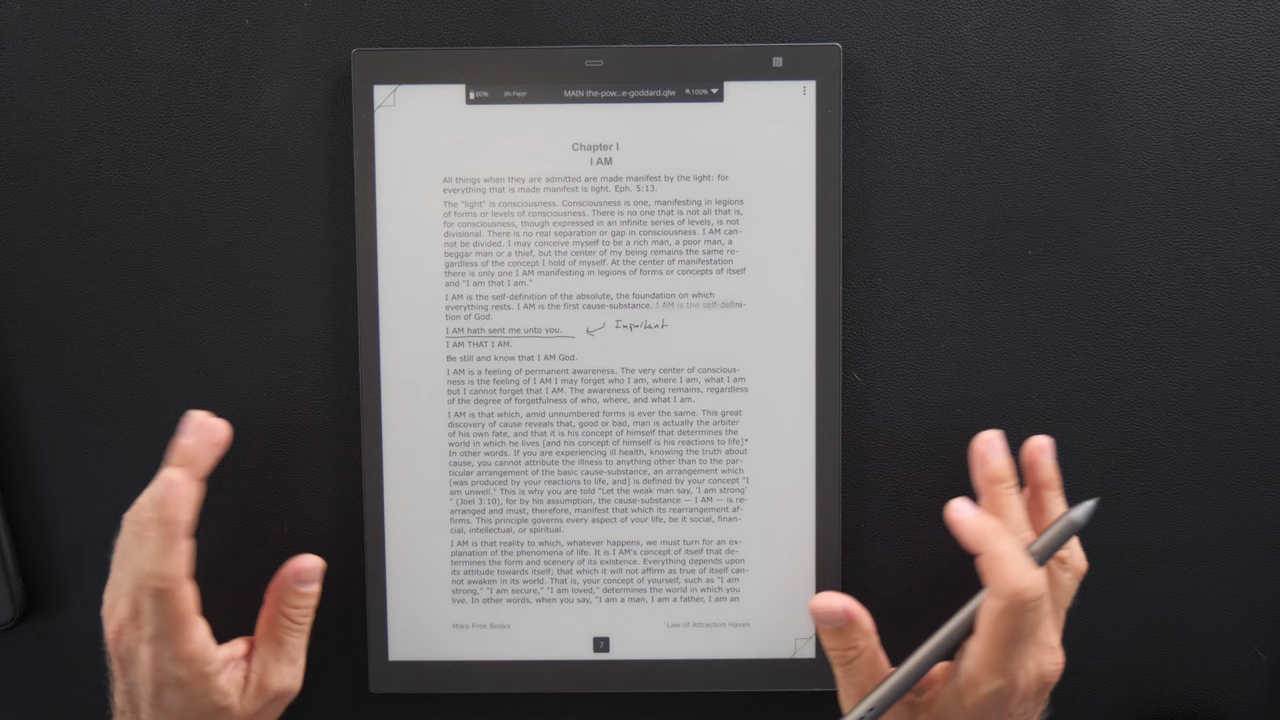 80%
MAIN the-pow...e-goddard.qlw
100%
Chapter I
I AM
All things when they are admitted are made manifest by the light: for
everything that is made manifest is light. Eph. 5:13.
The "light" is consciousness. Consciousness is one, manifesting in legions
of forms or levels of consciousness. There is no one that is not all that is,
for consciousness, though expressed in an infinite series of levels, is not
divisional. There is no real separation or gap in consciousness. I AM can-
not be divided. I may conceive myself to be a rich man, a poor man, a
beggar man or a thief, but the center of my being remains the same re-
gardless of the concept I hold of myself. At the center of manifestation
there is only one I AM manifesting in legions of forms or concepts of itself
and "I am that I am."
I AM is the self-definition of the absolute, the foundation on which
everything rests. I AM is the first cause-substance. I AM is the self-defini-
tion of God.
I AM hath sent me unto you.
Important
I AM THAT I AM.
Be still and know that I AM God.
I AM is a feeling of permanent awareness. The very center of conscious-
ness is the feeling of I AM I may forget who I am, where I am, what I am
but I cannot forget that I AM. The awareness of being remains, regardless
of the degree of forgetfulness of who, where, and what I am.
I AM is that which, amid unnumbered forms is ever the same. This great
discovery of cause reveals that, good or bad, man is actually the arbiter
of his own fate, and that it is his concept of himself that determines the
world in which he lives [and his concept of himself is his reactions to life]*
In other words. If you are experiencing ill health, knowing the truth about
cause, you cannot attribute the illness to anything other than to the par-
ticular arrangement of the basic cause-substance, an arrangement which
[was produced by your reactions to life, and] is defined by your concept "I
am unwell." This is why you are told "Let the weak man say, 'I am strong'
" (Joel 3:10), for by his assumption, the cause-substance — I AM — is re-
arranged and must, therefore, manifest that which its rearrangement af-
firms. This principle governs every aspect of your life, be it social, finan-
cial, intellectual, or spiritual.
I AM is that reality to which, whatever happens, we must turn for an ex-
planation of the phenomena of life. It is I AM's concept of itself that de-
termines the form and scenery of its existence. Everything depends upon
its attitude towards itself; that which it will not affirm as true of itself can-
not awaken in its world. That is, your concept of yourself, such as "I am
strong," "I am secure," "I am loved," determines the world in which you
live. In other words, when you say, "I am a man, I am a father, I am an
More Free Books
Law of Attraction Haven
7